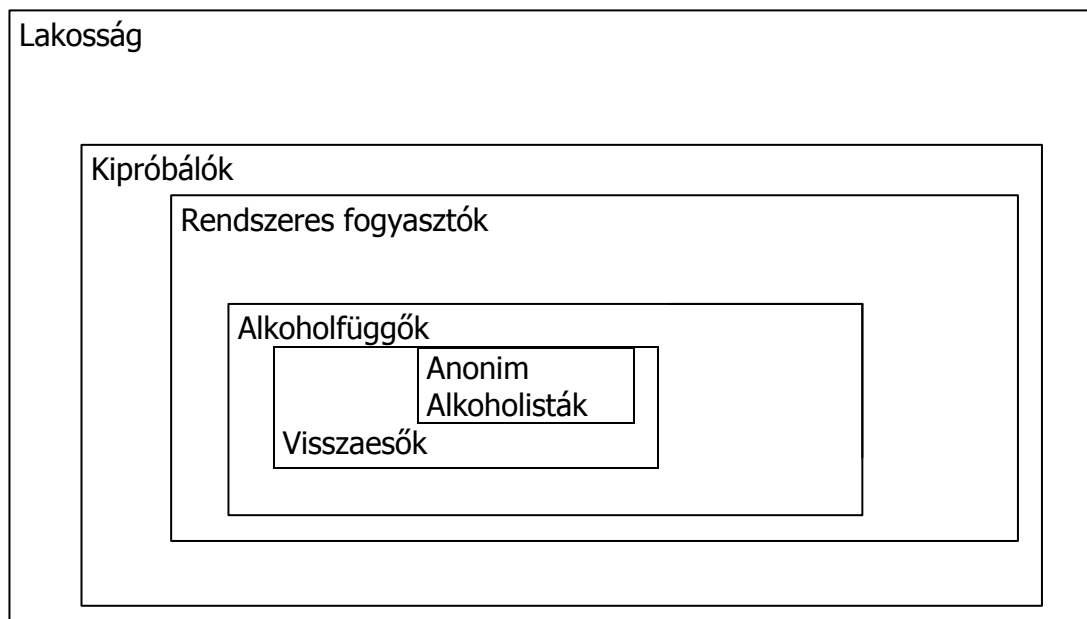 Lakosság
Kipróbálók
Rendszeres fogyasztók
Alkoholfüggők
Anonim
Alkoholisták
Visszaesők